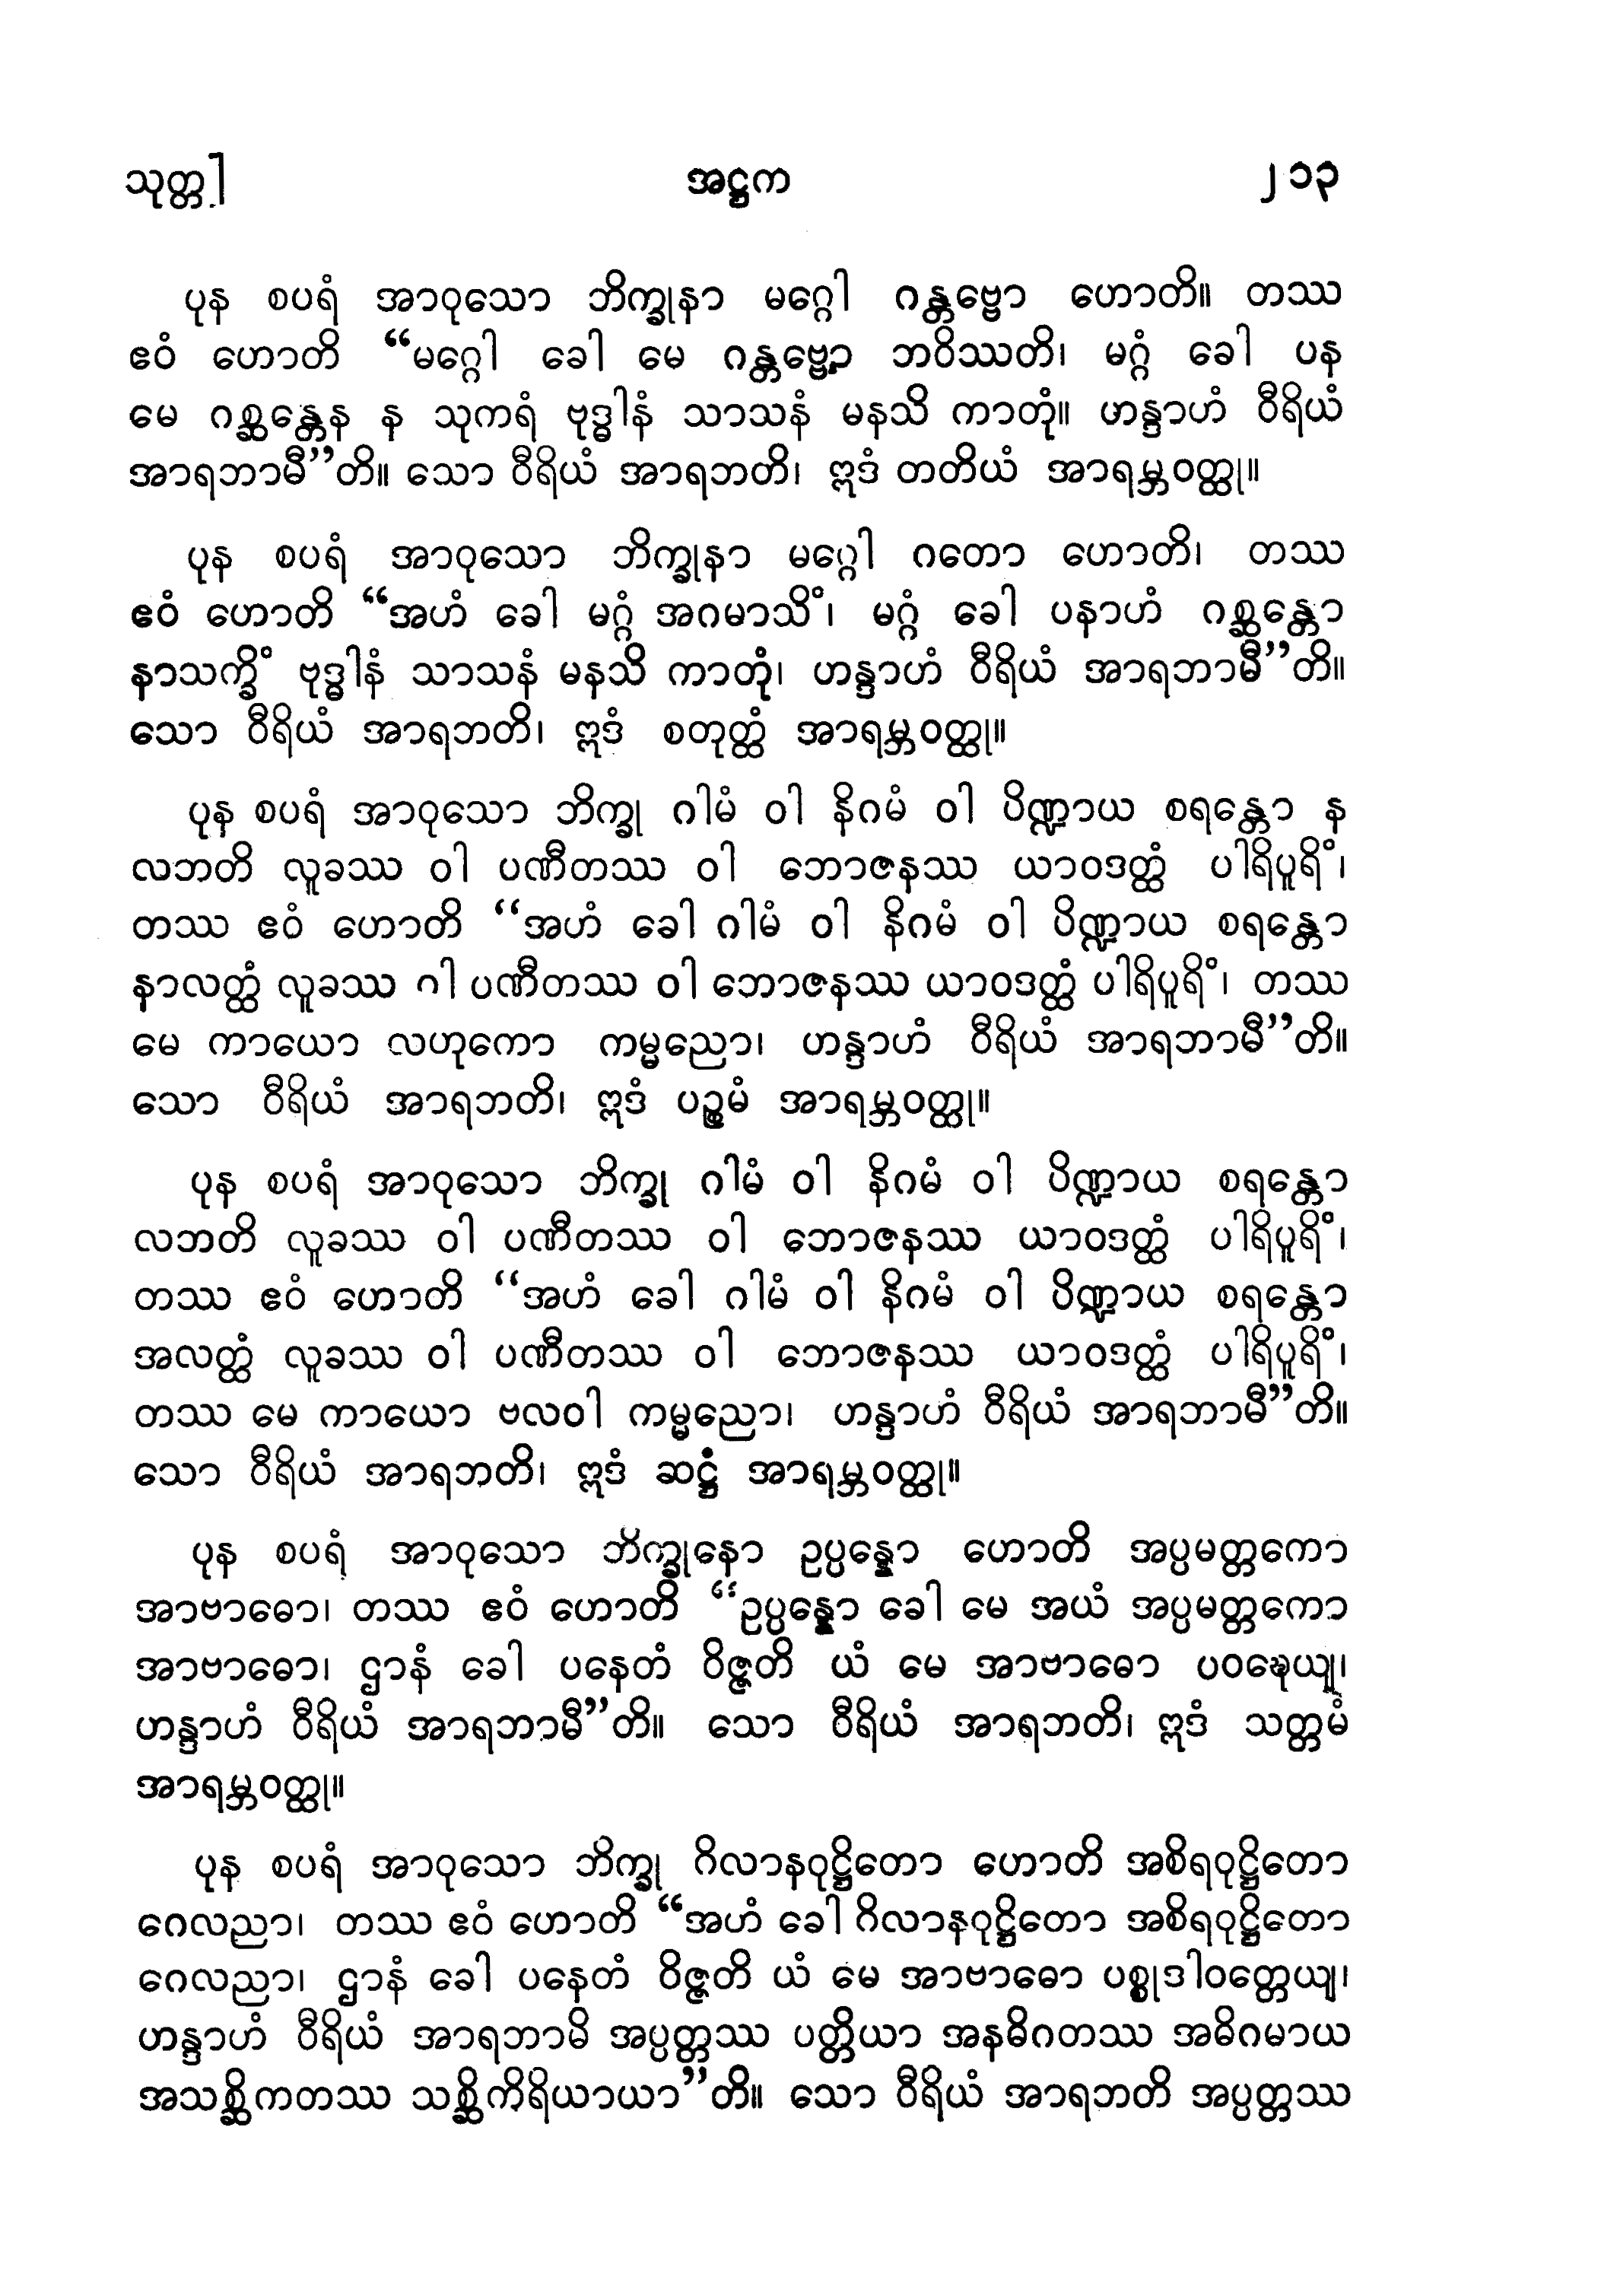 သုတ္တ] အဋ္ဌက ၂၁၃
ပုန စပရံ အာဝုသော ဘိက္ခုနာ မဂ္ဂေါ ဂန္တဗ္ဗော ဟောတိ။ တဿ
ဧဝံ ဟောတိ “မဂ္ဂေါ ခေါ မေ ဂန္တဗ္ဗော ဘဝိဿတိ၊ မဂ္ဂံ ခေါ ပန
မေ ဂစ္ဆန္တေန န သုကရံ ဗုဒ္ဓါနံ သာသနံ မနသိ ကာတုံ။ ဟန္ဒာဟံ ဝီရိယံ
အာရဘာမီ”တိ။ သော ဝီရိယံ အာရဘတိ၊ ဣဒံ တတိယံ အာရမ္ဘဝတ္ထု။
ပုန စပရံ အာဝုသော ဘိက္ခုနာ မဂ္ဂေါ ဂတော ဟောတိ၊ တဿ
ဧဝံ ဟောတိ “အဟံ ခေါ မဂ္ဂံ အဂမာသိံ၊ မဂ္ဂံ ခေါ ပနာဟံ ဂစ္ဆန္တော
နာသက္ခိံ ဗုဒ္ဓါနံ သာသနံ မနသိ ကာတုံ၊ ဟန္ဒာဟံ ဝီရိယံ အာရဘာမီ”တိ။
သော ဝီရိယံ အာရဘတိ၊ ဣဒံ စတုတ္ထံ အာရမ္ဘဝတ္ထု။
ပုန စပရံ အာဝုသော ဘိက္ခု ဂါမံ ဝါ နိဂမံ ဝါ ပိဏ္ဍာယ စရန္တော န
လဘတိ လူခဿ ဝါ ပဏီတဿ ဝါ ဘောဇနဿ ယာဝဒတ္ထံ ပါရိပူရိံ၊
တဿ ဧဝံ ဟောတိ “အဟံ ခေါ ဂါမံ ဝါ နိဂမံ ဝါ ပိဏ္ဍာယ စရန္တော
နာလတ္ထံ လူခဿ ဝါ ပဏီတဿ ဝါ ဘောဇနဿ ယာဝဒတ္ထံ ပါရိပူရိံ၊ တဿ
မေ ကာယော လဟုကော ကမ္မညော၊ ဟန္ဒာဟံ ဝီရိယံ အာရဘာမီ”တိ။
သော ဝီရိယံ အာရဘတိ၊ ဣဒံ ပဉ္စမံ အာရမ္ဘဝတ္ထု။
ပုန စပရံ အာဝုသော ဘိက္ခု ဂါမံ ဝါ နိဂမံ ဝါ ပိဏ္ဍာယ စရန္တော
လဘတိ လူခဿ ဝါ ပဏီတဿ ဝါ ဘောဇနဿ ယာဝဒတ္ထံ ပါရိပူရိံ၊
တဿ ဧဝံ ဟောတိ “အဟံ ခေါ ဂါမံ ဝါ နိဂမံ ဝါ ပိဏ္ဍာယ စရန္တော
အလတ္ထံ လူခဿ ဝါ ပဏီတဿ ဝါ ဘောဇနဿ ယာဝဒတ္ထံ ပါရိပူရိံ၊
တဿ မေ ကာယော ဗလဝါ ကမ္မညော၊ ဟန္ဒာဟံ ဝီရိယံ အာရဘာမီ”တိ။
သော ဝီရိယံ အာရဘတိ၊ ဣဒံ ဆဋ္ဌံ အာရမ္ဘဝတ္ထု။
ပုန စပရံ အာဝုသော ဘိက္ခုနော ဥပ္ပန္နော ဟောတိ အပ္ပမတ္တကော
အာဗာဓော၊ တဿ ဧဝံ ဟောတိ “ဥပ္ပန္နော ခေါ မေ အယံ အပ္ပမတ္တကော
အာဗာဓော၊ ဌာနံ ခေါ ပနေတံ ဝိဇ္ဇတိ ယံ မေ အာဗာဓော ပဝဍ္ဎေယျ၊
ဟန္ဒာဟံ ဝီရိယံ အာရဘာမီ”တိ။ သော ဝီရိယံ အာရဘတိ၊ ဣဒံ သတ္တမံ
အာရမ္ဘဝတ္ထု။
ပုန စပရံ အာဝုသော ဘိက္ခု ဂိလာနဝုဋ္ဌိတော ဟောတိ အစိရဝုဋ္ဌိတော
ဂေလညာ၊ တဿ ဧဝံ ဟောတိ “အဟံ ခေါ ဂိလာနဝုဋ္ဌိတော အစိရဝုဋ္ဌိတော
ဂေလညာ၊ ဌာနံ ခေါ ပနေတံ ဝိဇ္ဇတိ ယံ မေ အာဗာဓော ပစ္စုဒါဝတ္တေယျ၊
ဟန္ဒာဟံ ဝီရိယံ အာရဘာမိ အပ္ပတ္တဿ ပတ္တိယာ အနဓိဂတဿ အဓိဂမာယ
အသစ္ဆိကတဿ သစ္ဆိကိရိယာယာ”တိ။ သော ဝီရိယံ အာရဘတိ အပ္ပတ္တဿ